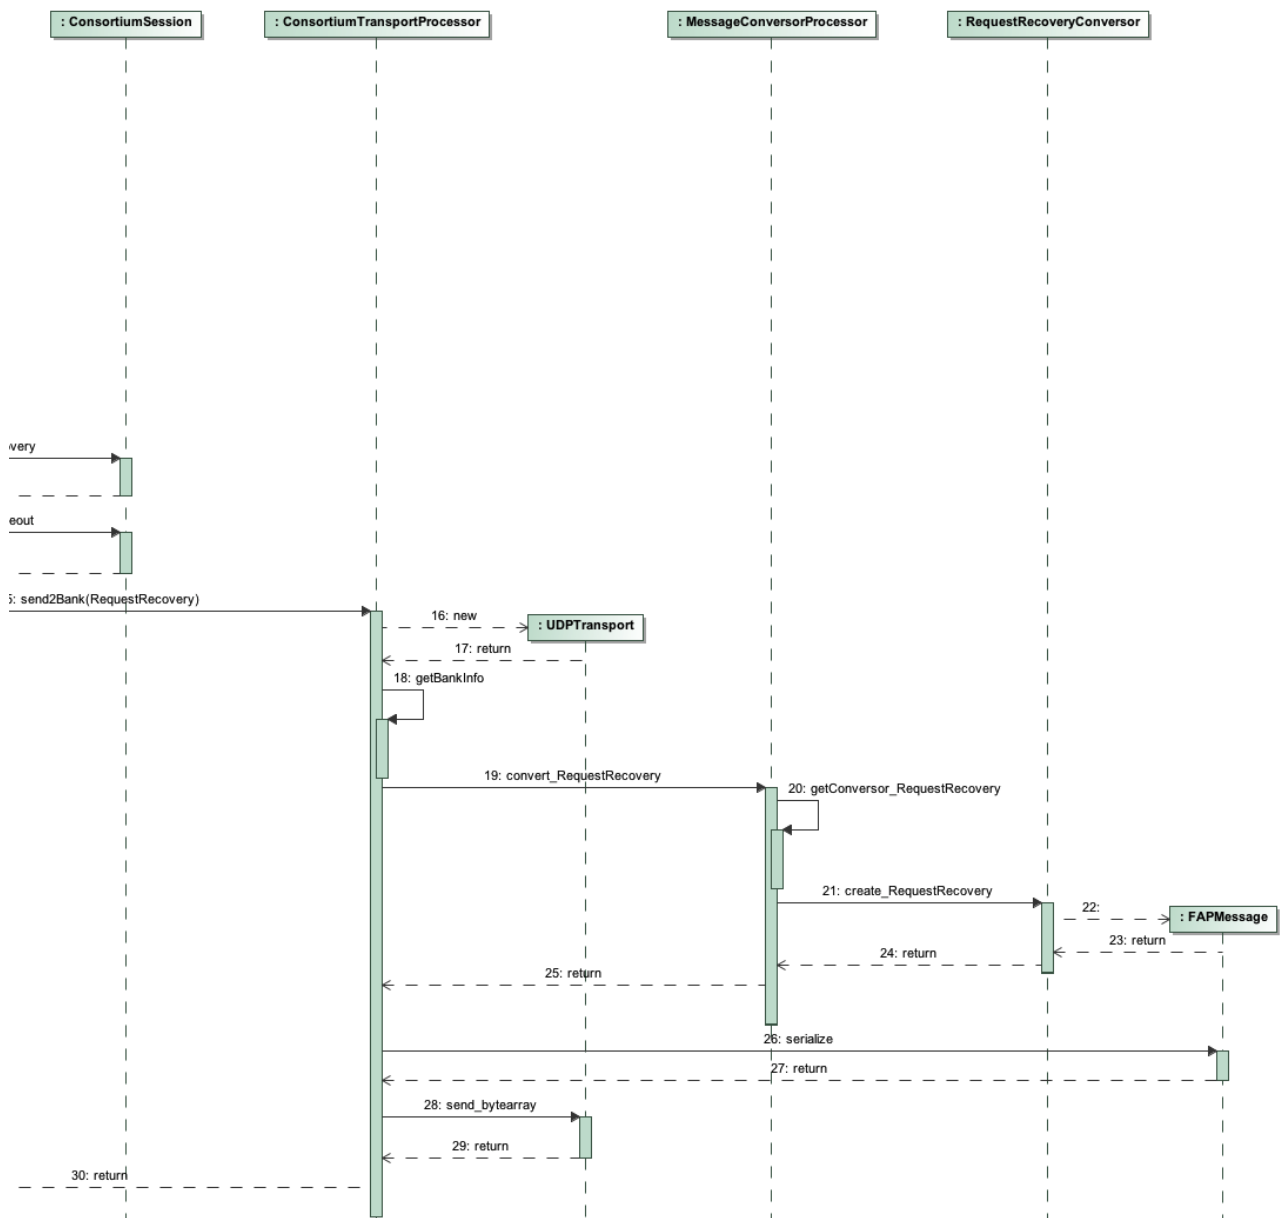 : ConsortiumSession
: ConsortiumTransportProcessor
: MessageConversorProcessor
: RequestRecoveryConversor
overy
eout
5: send2Bank(RequestRecovery)
16: new
: UDPTransport
17: return
18: getBankInfo
19: convert_RequestRecovery
20: getConversor_RequestRecovery
21: create_RequestRecovery
22:
: FAPMessage
23: return
24: return
25: return
26: serialize
27: return
28: send_bytearray
29: return
30: return